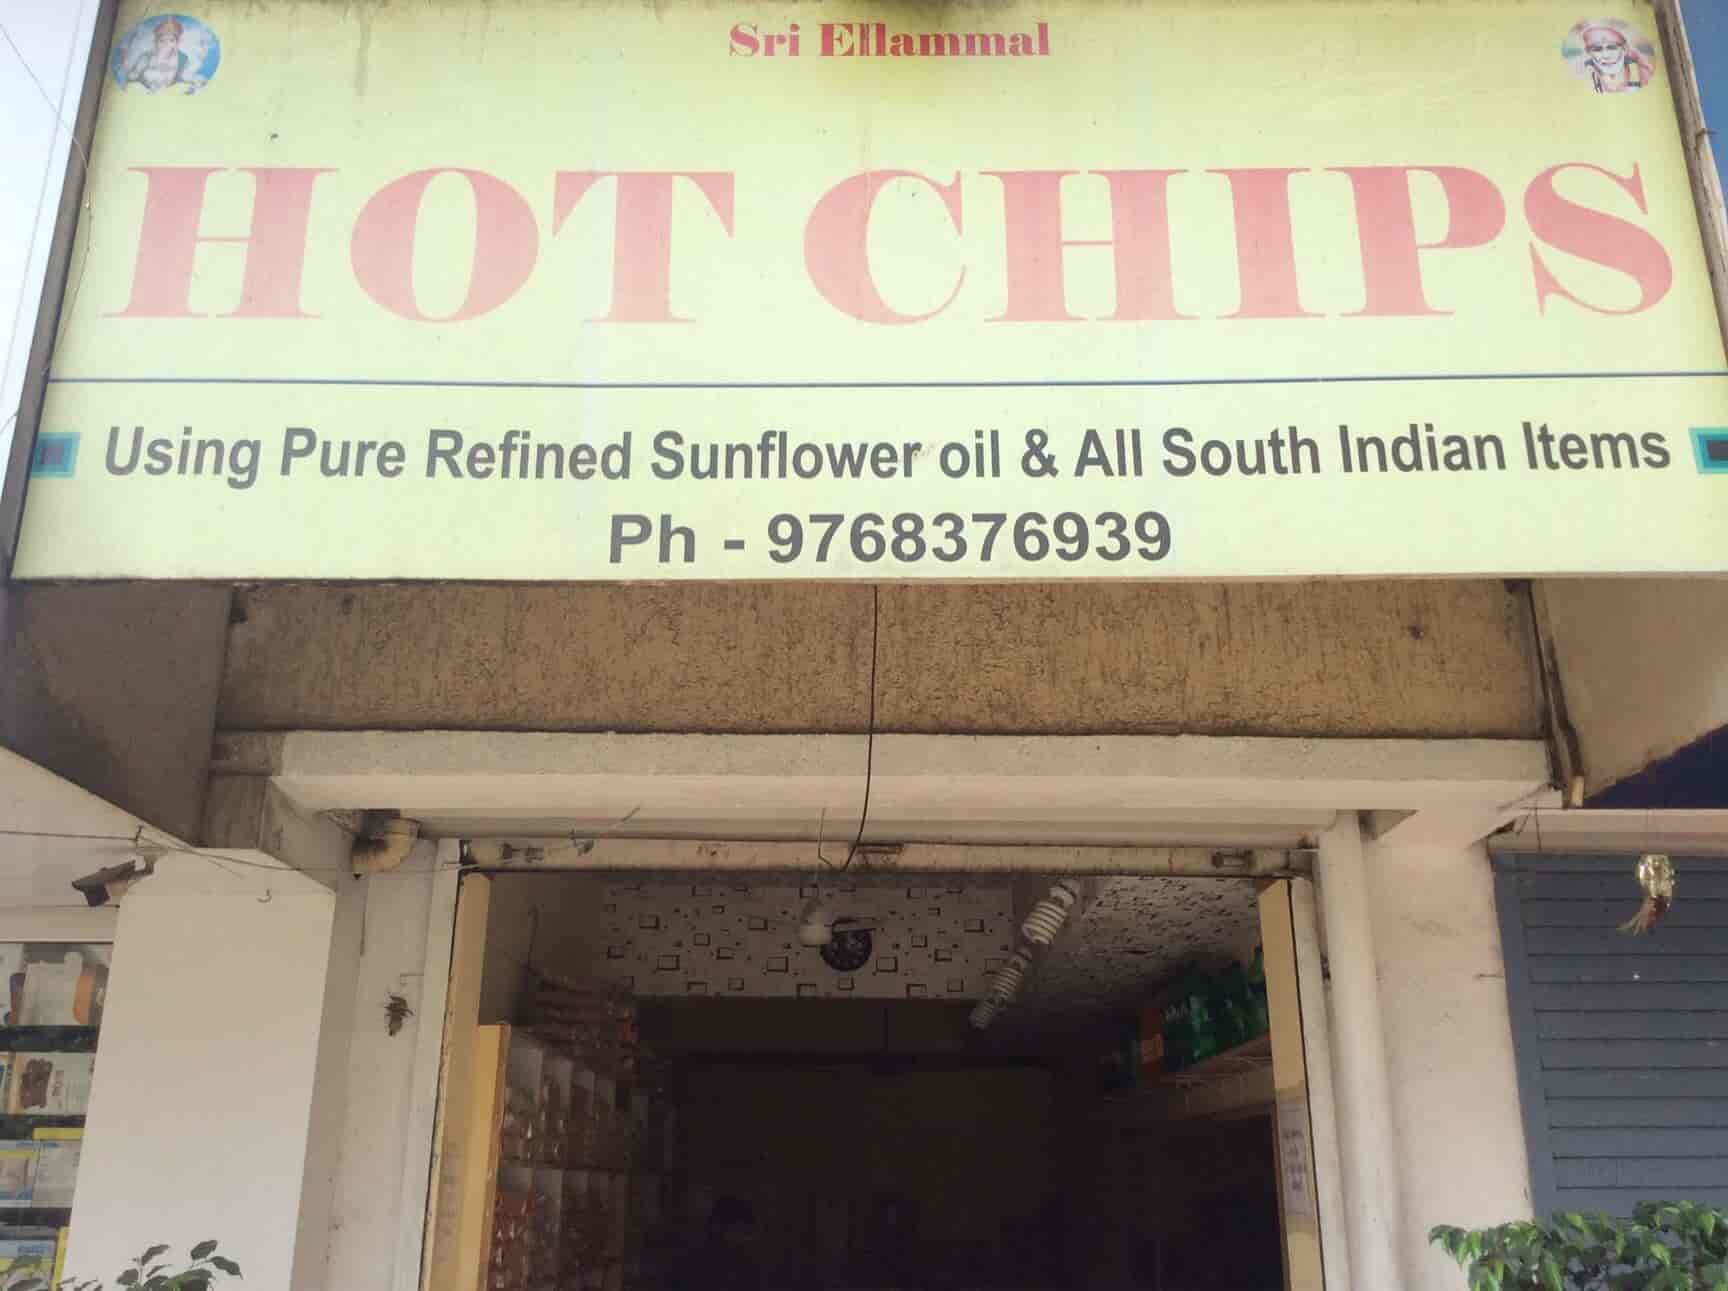 Sri Ellammal
HOT CHIPS
Using Pure Refined Sunflower oil & All South Indian Items
Ph - 9768376939